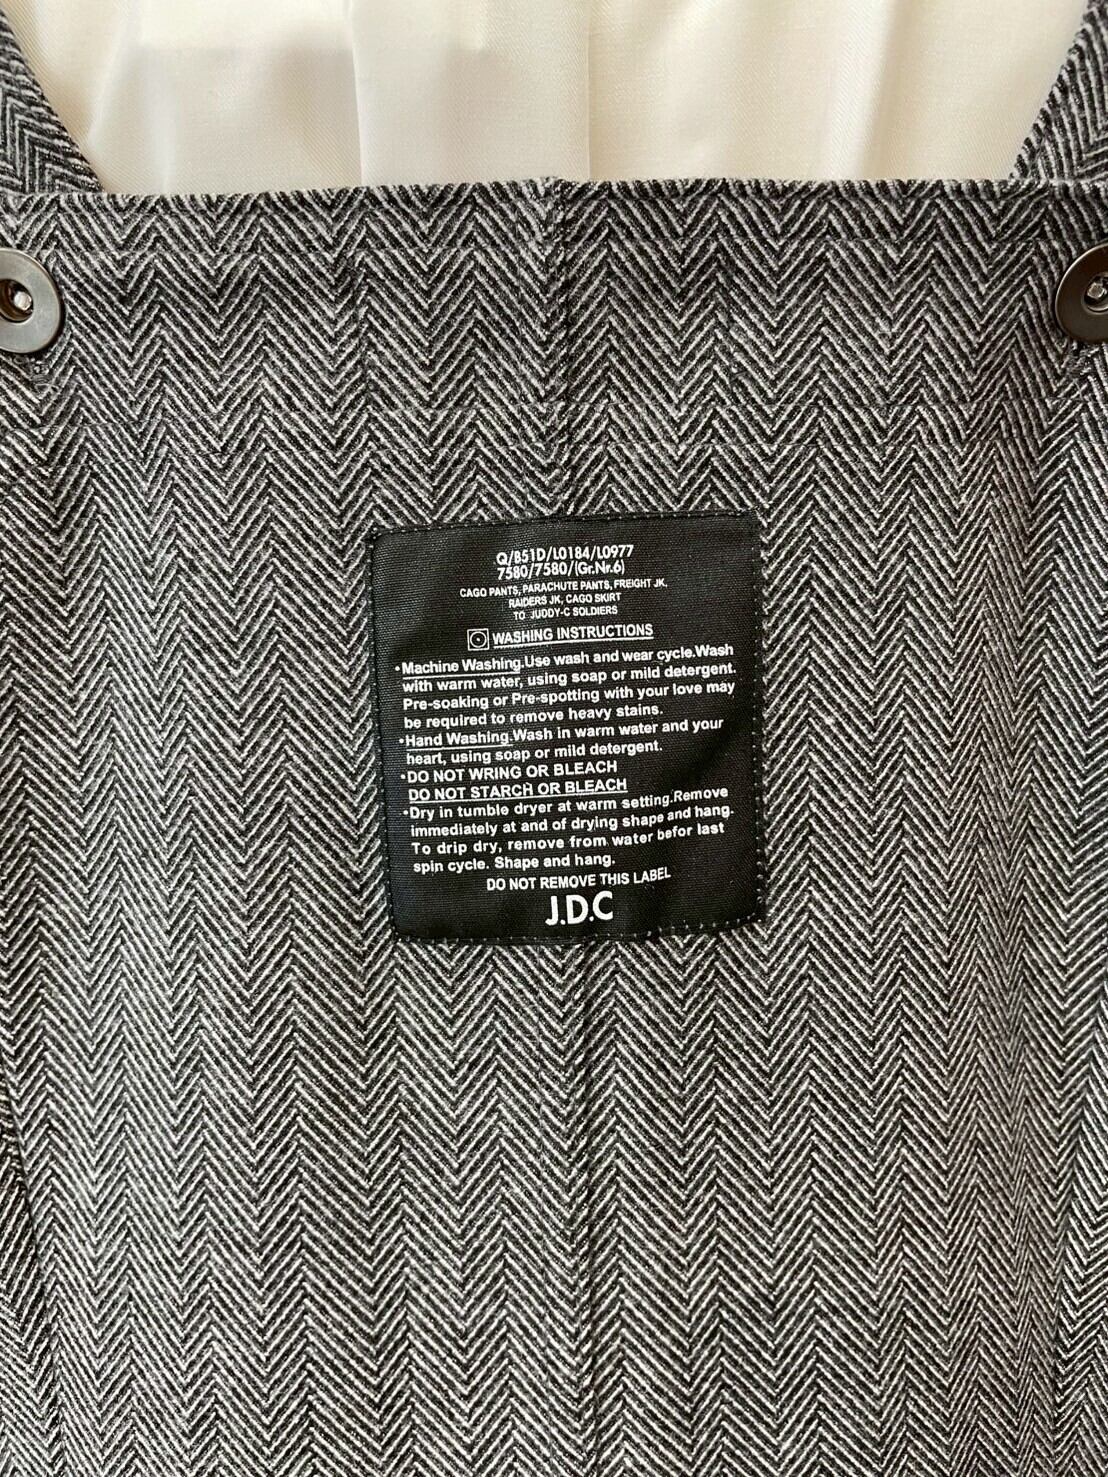 Q/B51D/L0184/L0977
7580/7580/(Gr.Nr.6)
CAGO PANTS, PARACHUTE PANTS, FREIGHT JK,
RAIDERS JK, CAGO SKIRT
TO JUDDY-C SOLDIERS
WASHING INSTRUCTIONS
•Machine Washing.Use wash and wear cycle.Wash
with warm water, using soap or mild detergent.
Pre-soaking or Pre-spotting with your love may
be required to remove heavy stains.
•Hand Washing.Wash in warm water and your
heart, using soap or mild detergent.
•DO NOT WRING OR BLEACH
DO NOT STARCH OR BLEACH
•Dry in tumble dryer at warm setting.Remove
immediately at and of drying shape and hang.
To drip dry, remove from water befor last
spin cycle. Shape and hang.
DO NOT REMOVE THIS LABEL
J.D.C